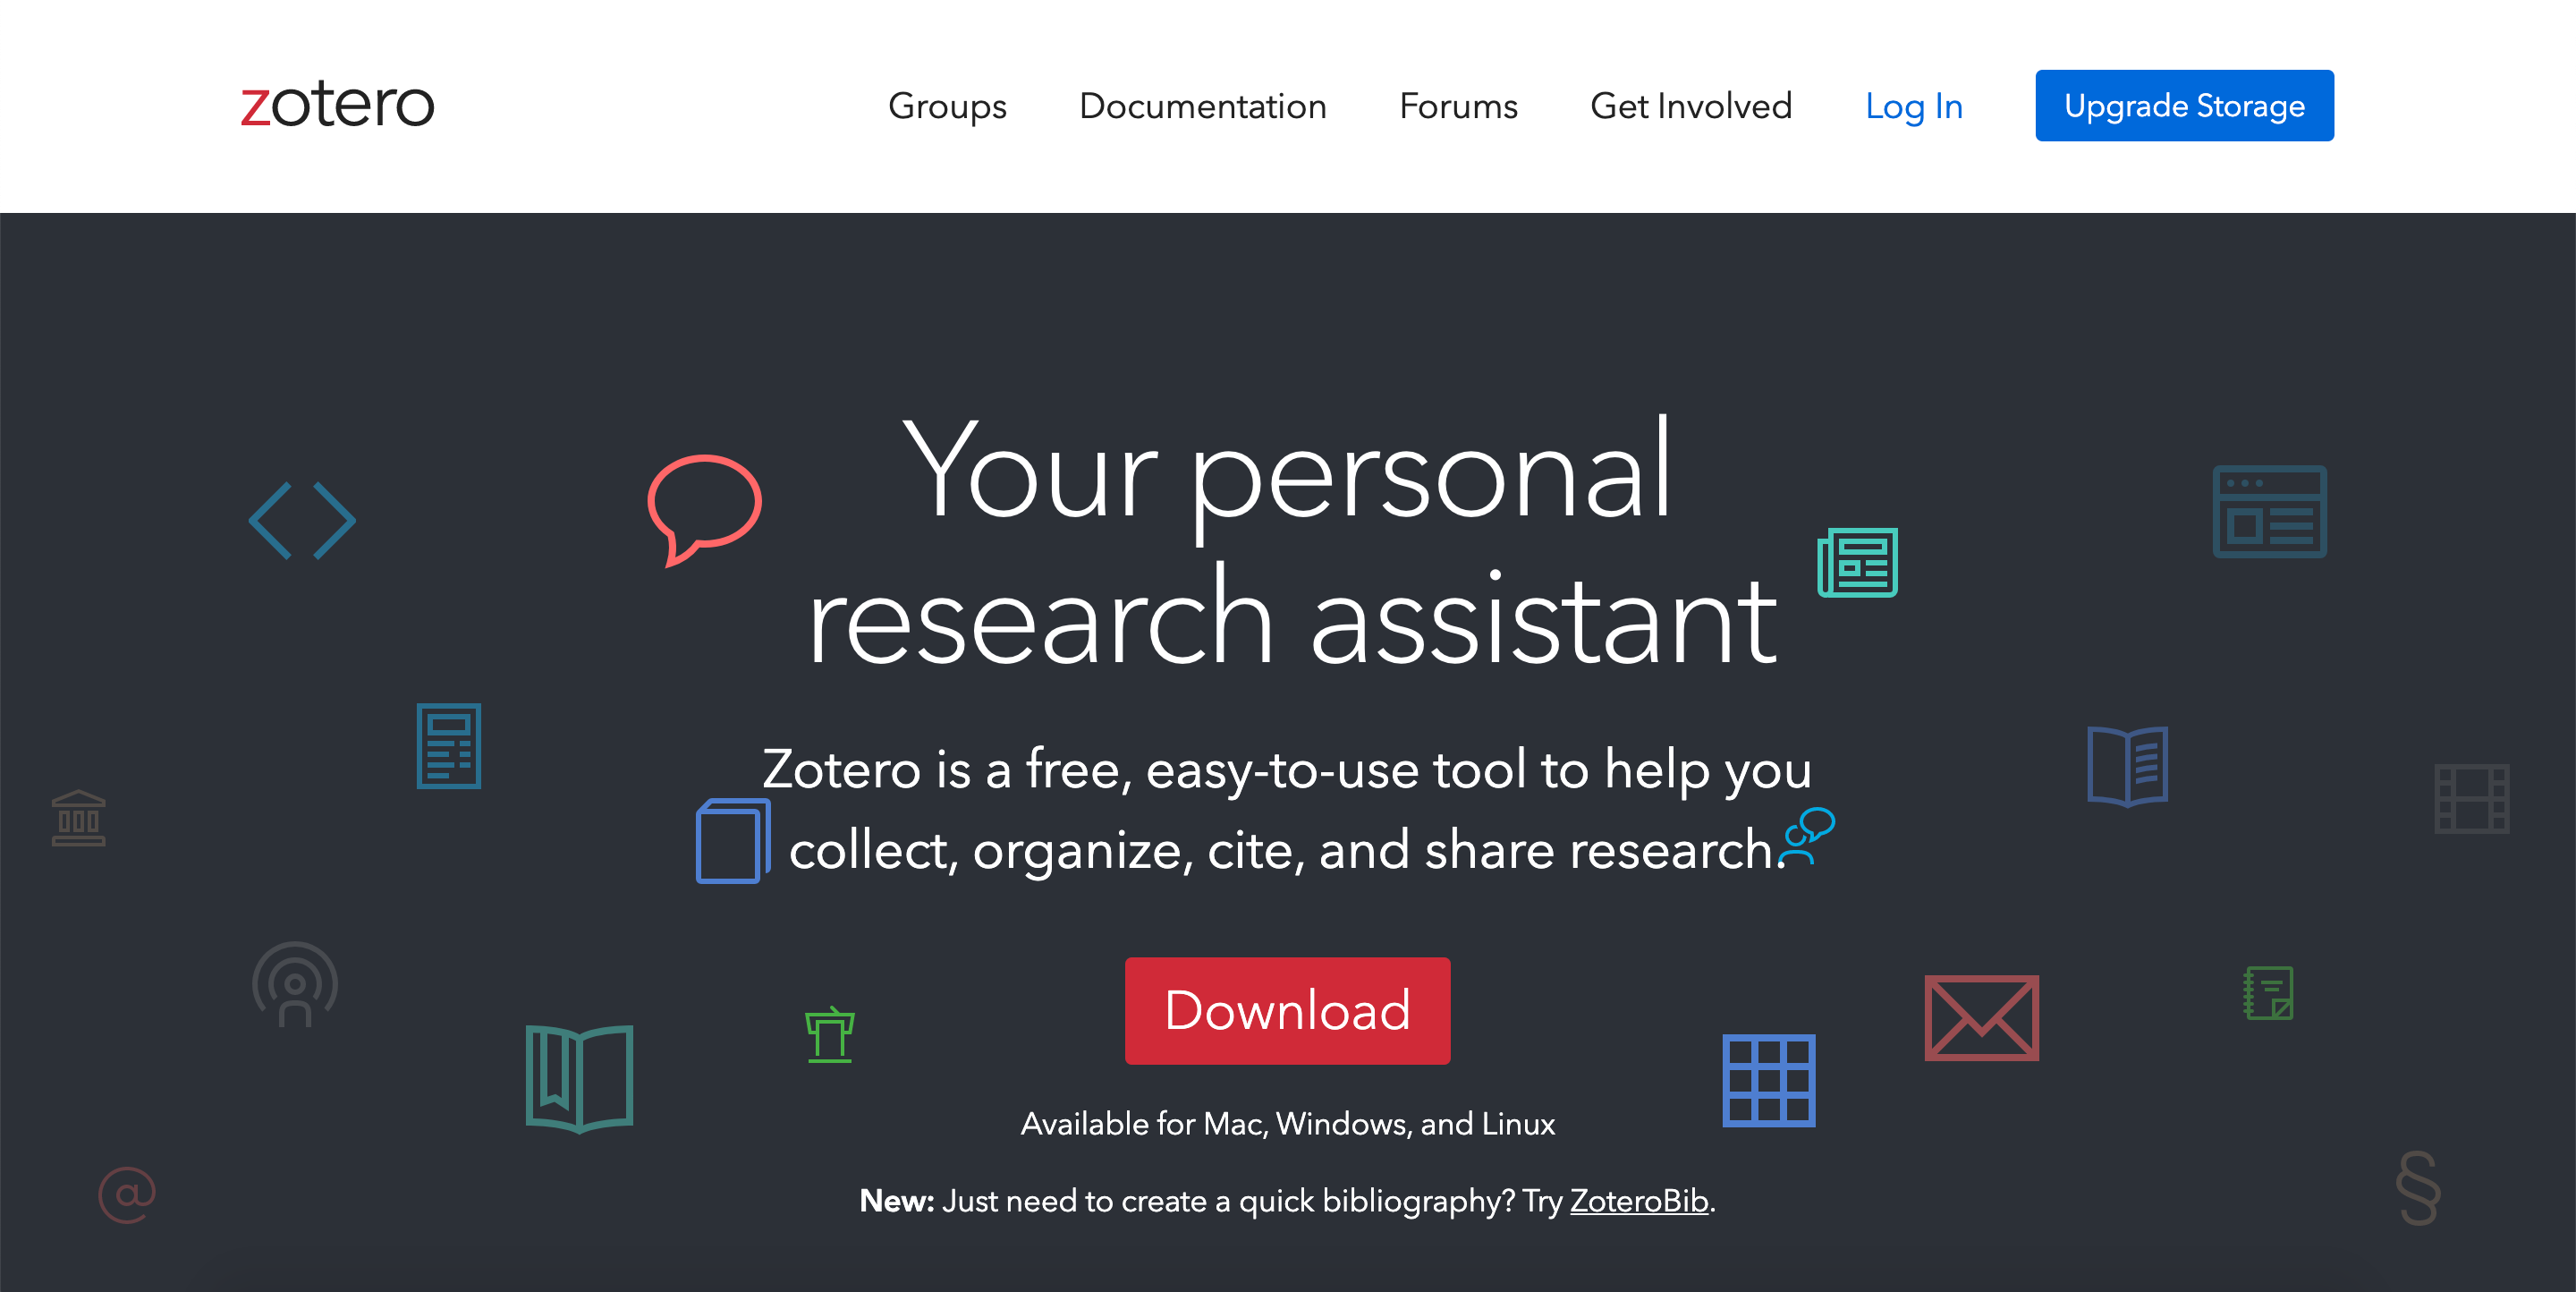 zotero
Groups
Documentation
Forums
Get Involved
Log In
Upgrade Storage
Your personal
research assistant
Zotero is a free, easy-to-use tool to help you
collect, organize, cite, and share research.
Download
Available for Mac, Windows, and Linux
New: Just need to create a quick bibliography? Try ZoteroBib.
@
§